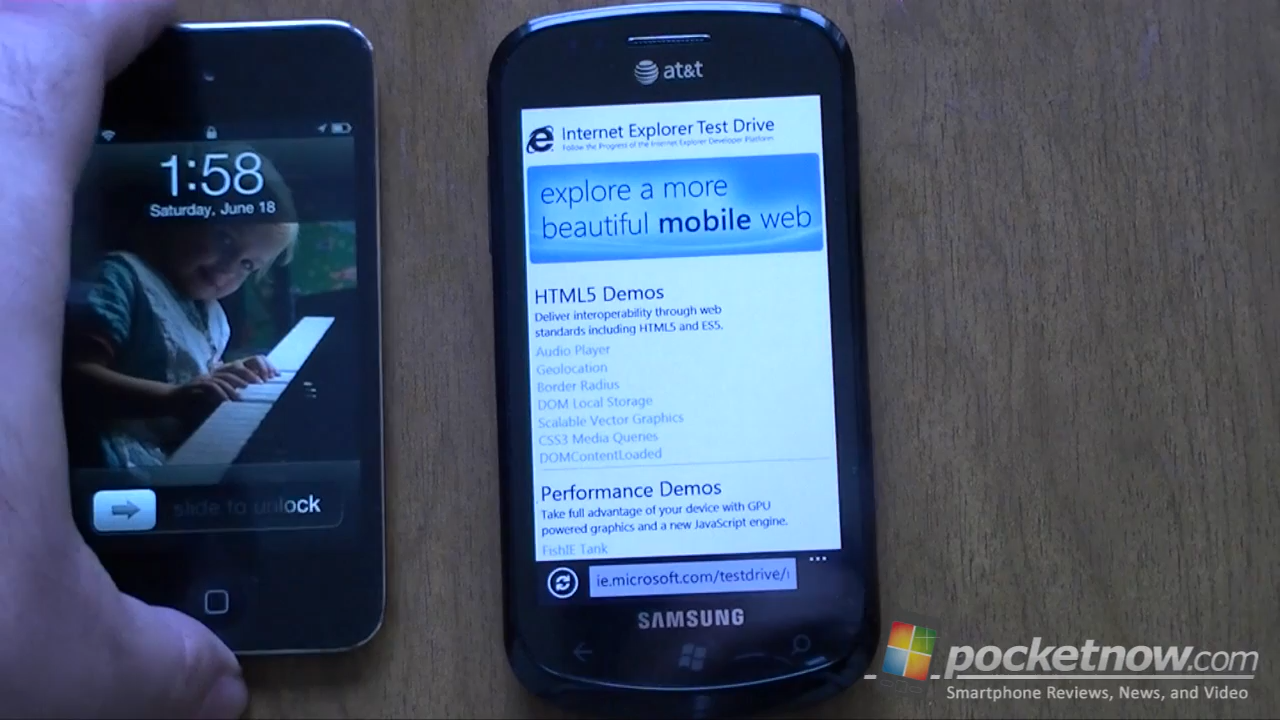 1:58
Saturday, June 18
slide to unlock
at&t
Internet Explorer Test Drive
Follow the Progress of the Internet Explorer Developer Platform
explore a more
beautiful mobile web
HTML5 Demos
Deliver interoperability through web
standards including HTML5 and ES5.
Audio Player
Geolocation
Border Radius
DOM Local Storage
Scalable Vector Graphics
CSS3 Media Queries
DOMContentLoaded
Performance Demos
Take full advantage of your device with GPU
powered graphics and a new JavaScript engine.
FishIE Tank
ie.microsoft.com/testdrive/
SAMSUNG
pocketnow.com
Smartphone Reviews, News, and Video